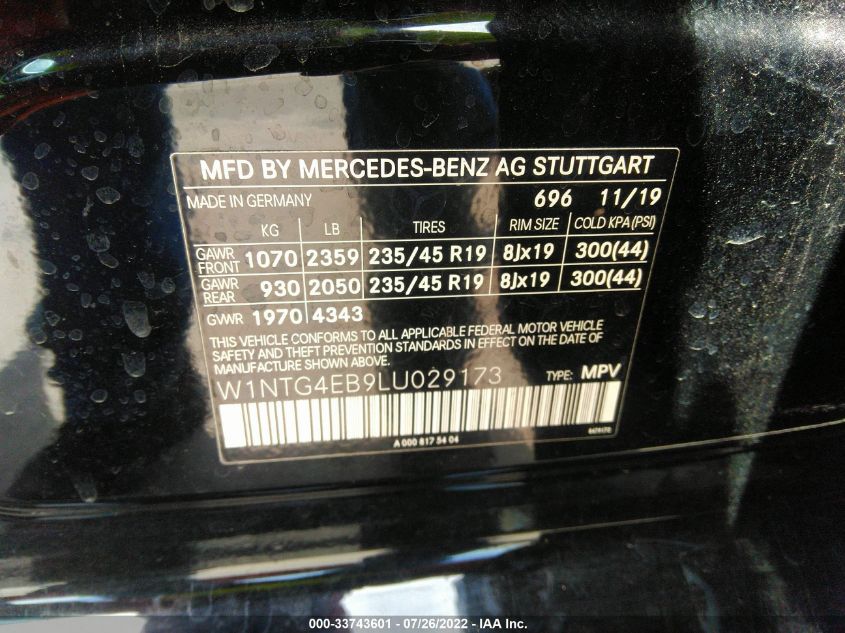 MFD BY MERCEDES-BENZ AG STUTTGART
MADE IN GERMANY 696 11/19
KG LB TIRES RIM SIZE COLD KPA(PSI)
GAWR FRONT 1070 2359 235/45 R19 8Jx19 300(44)
GAWR REAR 930 2050 235/45 R19 8Jx19 300(44)
GVWR 1970 4343
THIS VEHICLE CONFORMS TO ALL APPLICABLE FEDERAL MOTOR VEHICLE
SAFETY AND THEFT PREVENTION STANDARDS IN EFFECT ON THE DATE OF
MANUFACTURE SHOWN ABOVE.
W1NTG4EB9LU029173 TYPE: MPV
A 000 817 54 04
000-33743601 - 07/26/2022 - IAA Inc.